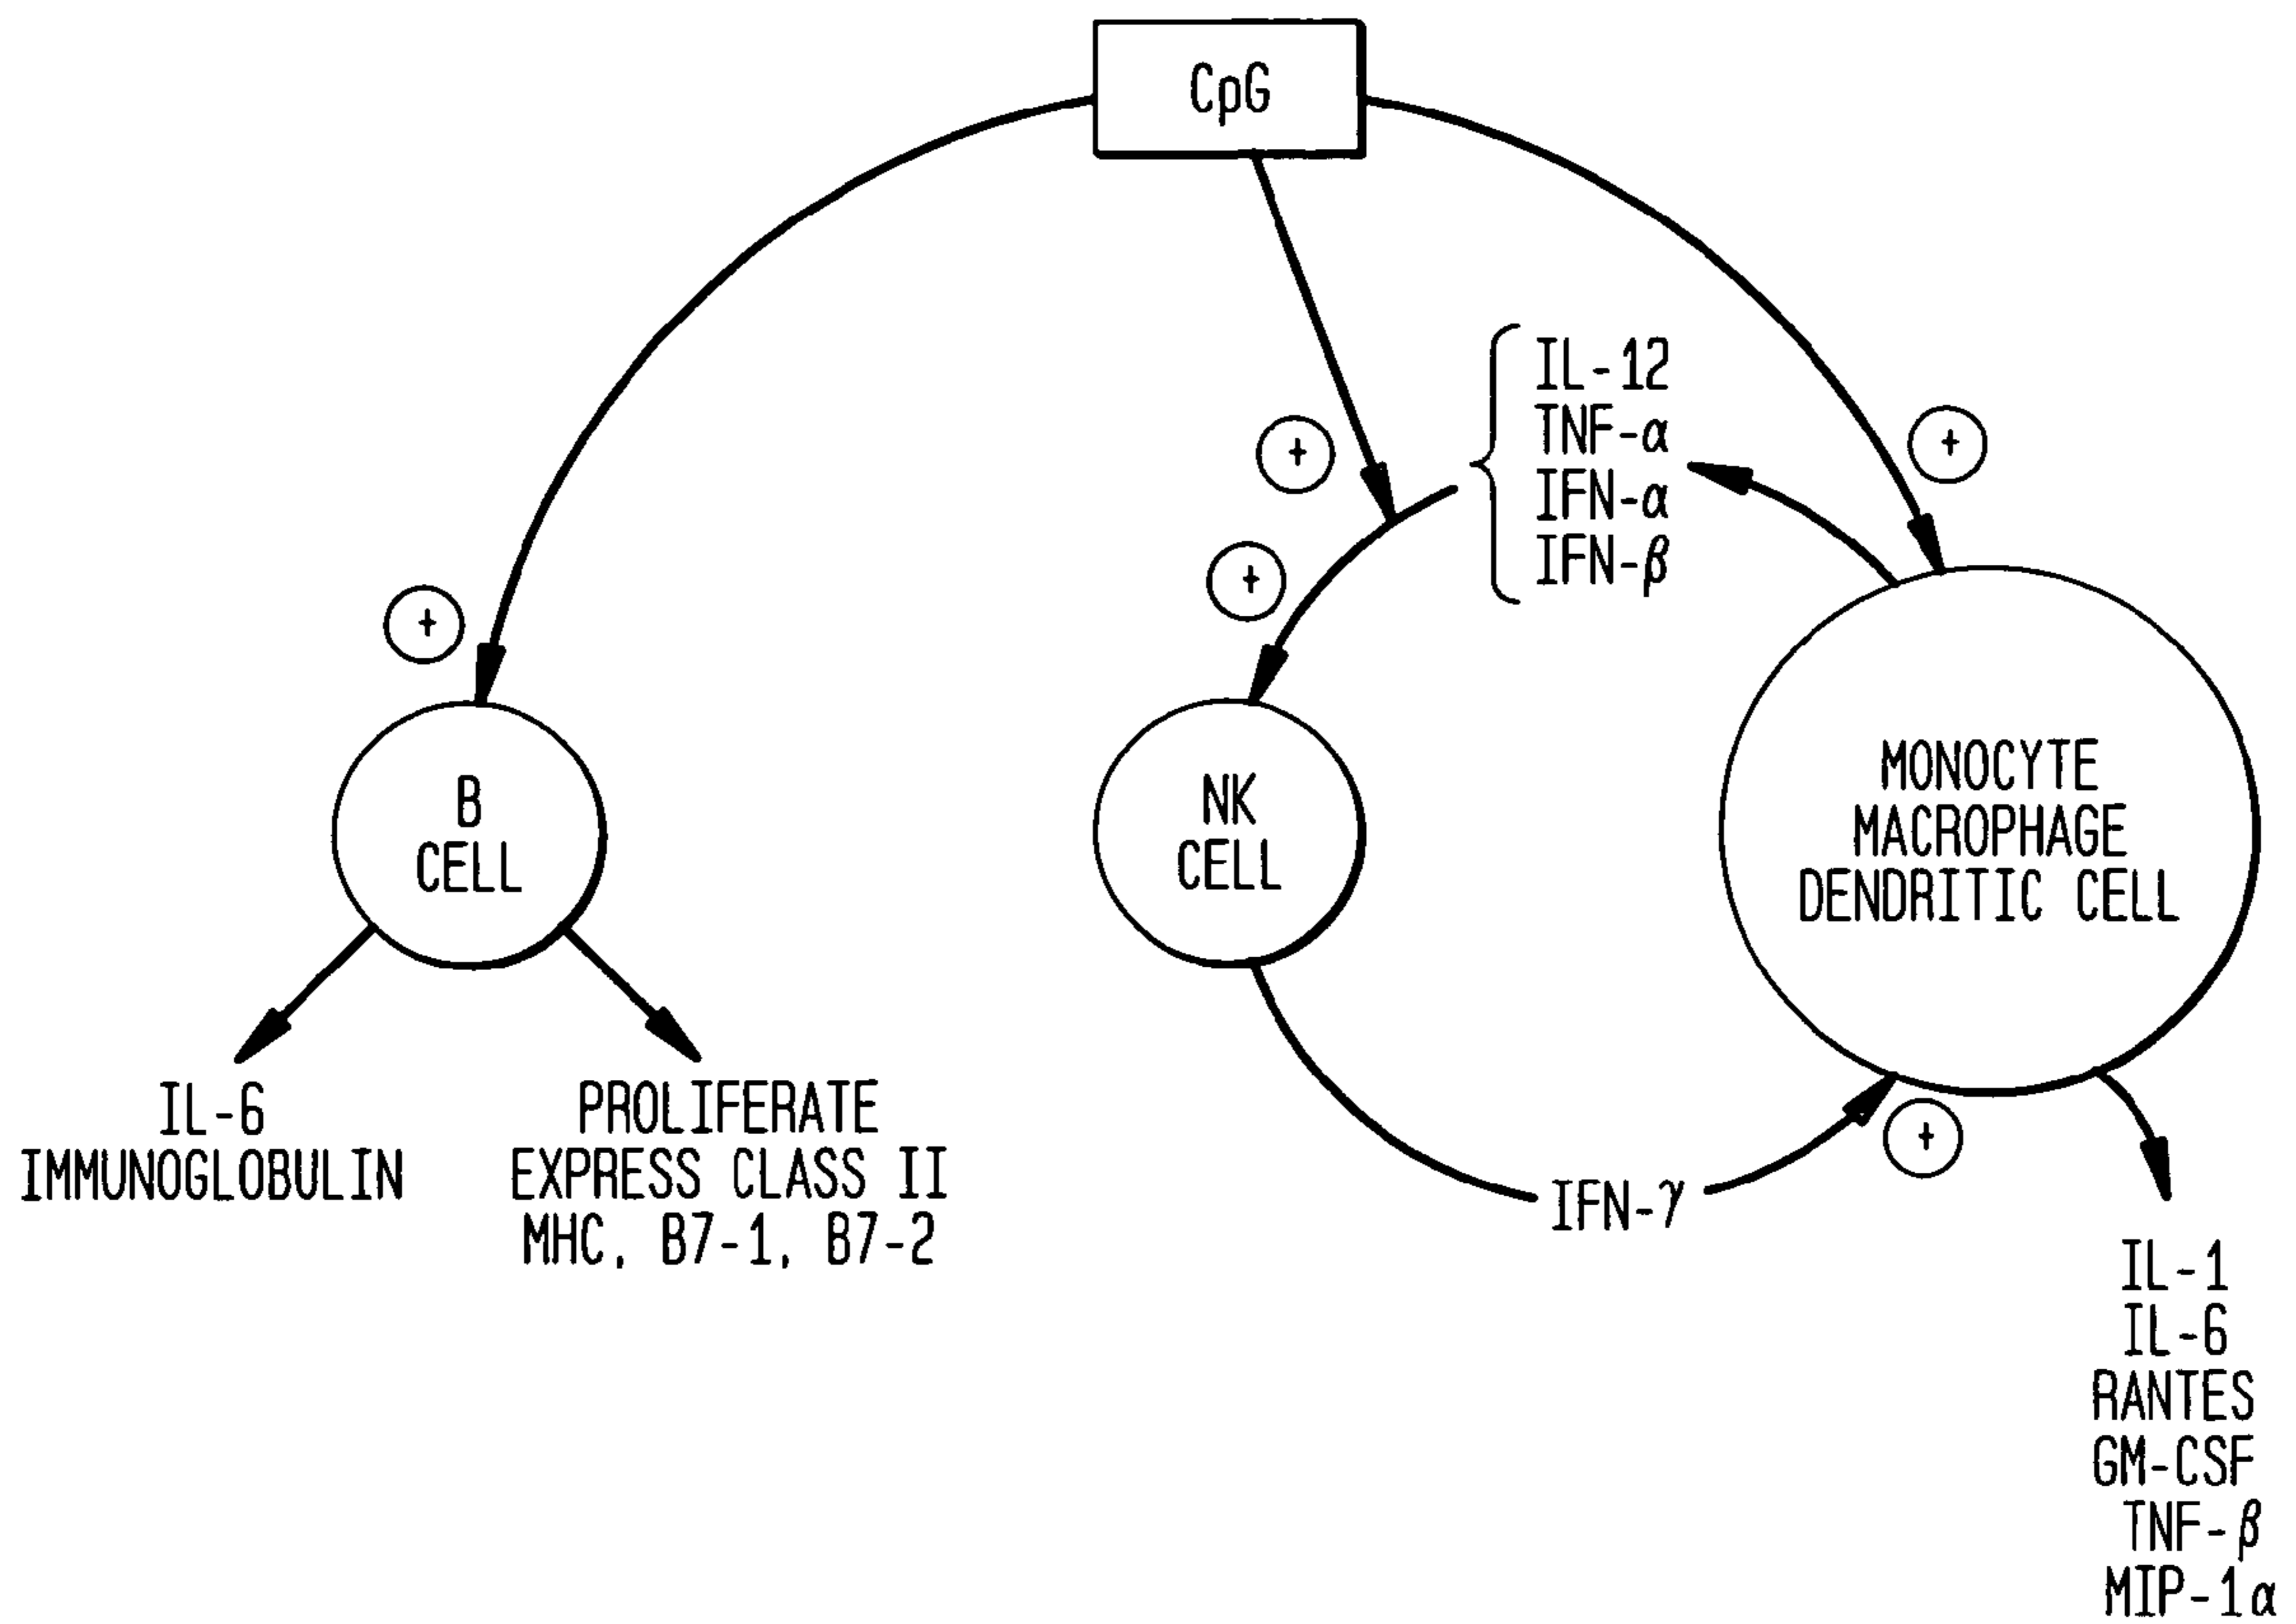 CpG
IL-12
TNF-α
IFN-α
IFN-β
+
+
+
+
B
CELL
NK
CELL
MONOCYTE
MACROPHAGE
DENDRITIC CELL
IL-6
IMMUNOGLOBULIN
PROLIFERATE
EXPRESS CLASS II
MHC, B7-1, B7-2
IFN-γ
+
IL-1
IL-6
RANTES
GM-CSF
TNF-β
MIP-1α